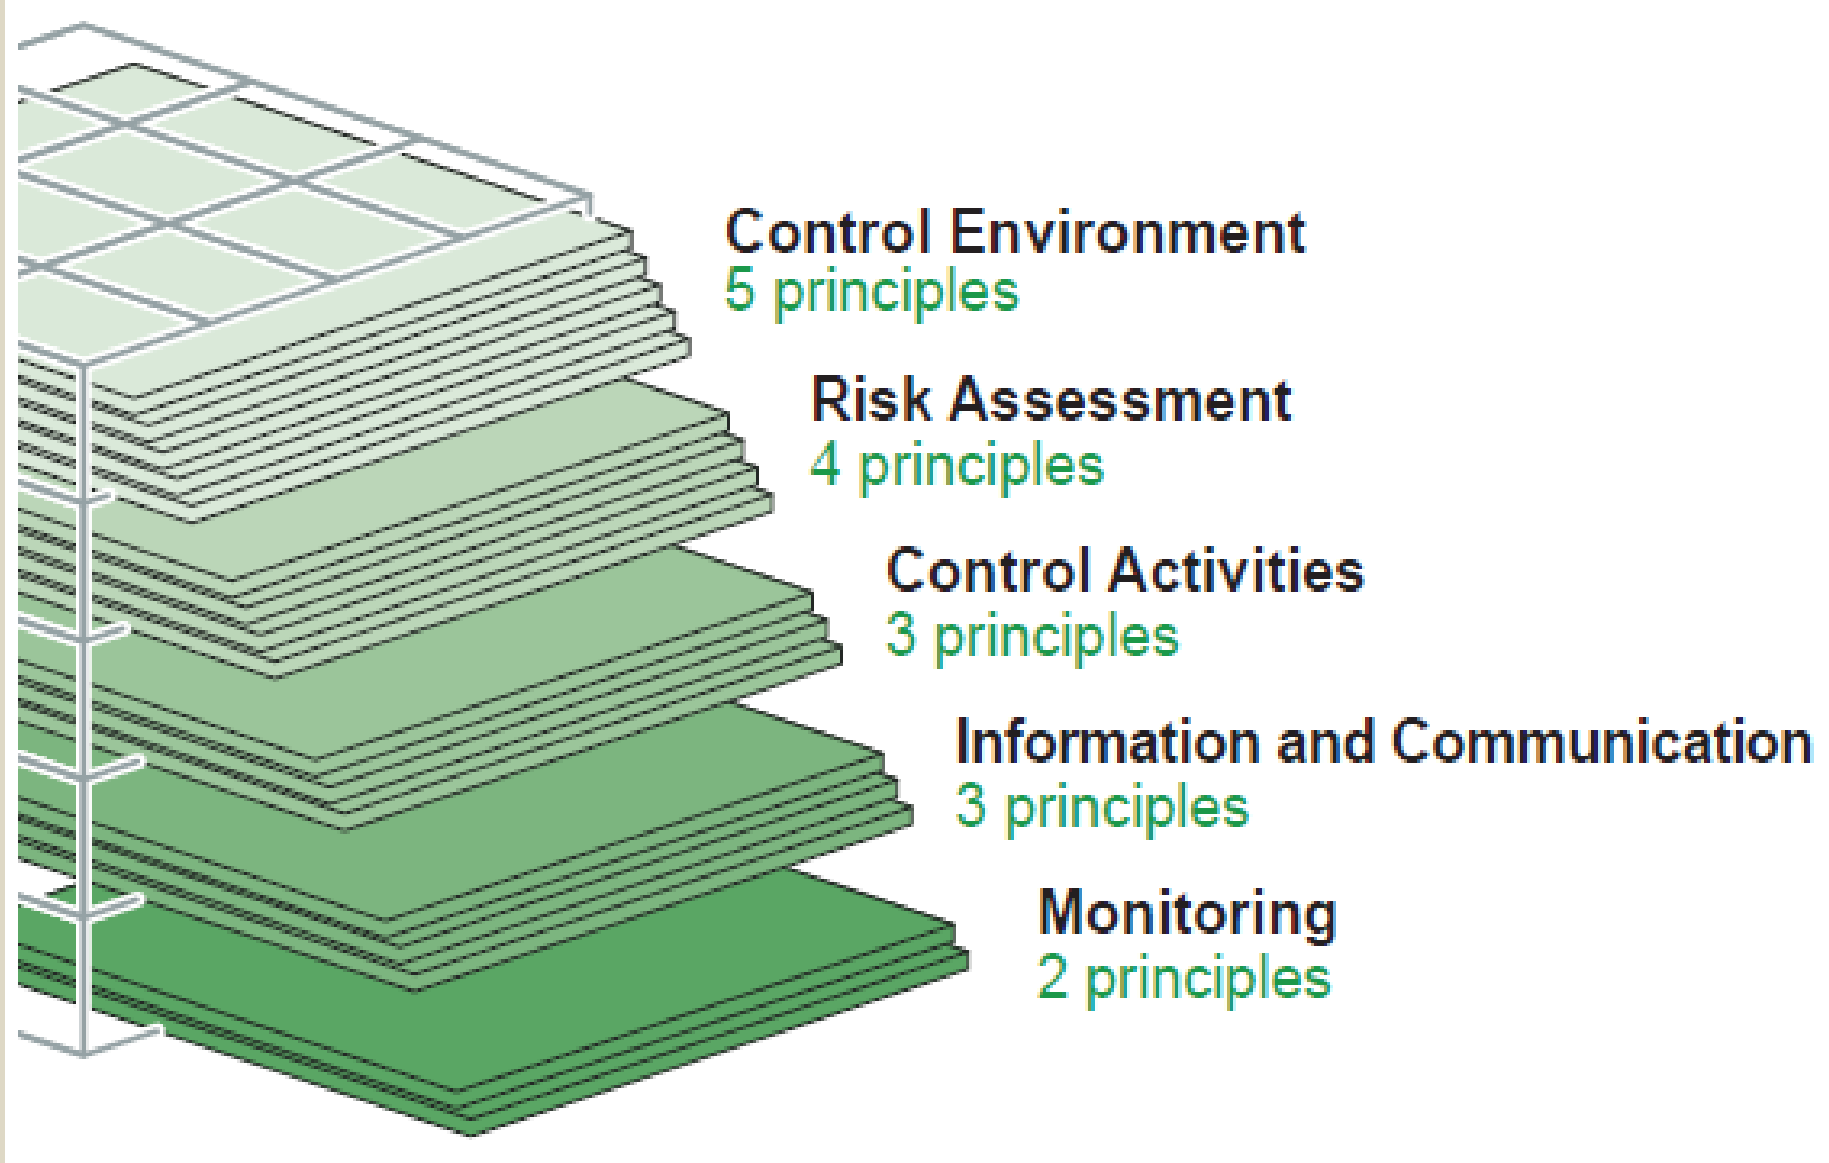 Control Environment
5 principles
Risk Assessment
4 principles
Control Activities
3 principles
Information and Communication
3 principles
Monitoring
2 principles